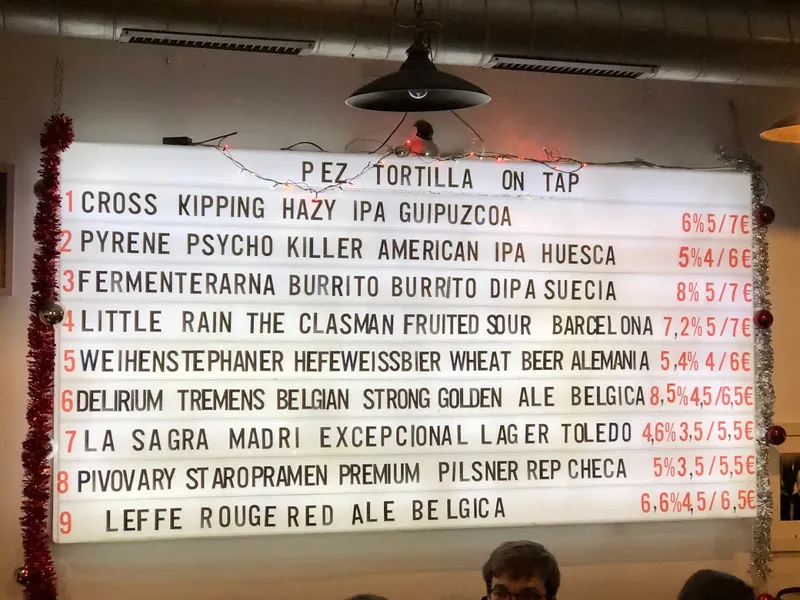 PEZ TORTILLA ON TAP
1 CROSS KIPPING HAZY IPA GUIPUZCOA 6% 5/7€
2 PYRENE PSYCHO KILLER AMERICAN IPA HUESCA 5% 4/6€
3 FERMENTERARNA BURRITO BURRITO DIPA SUECIA 8% 5/7€
4 LITTLE RAIN THE CLASMAN FRUITED SOUR BARCELONA 7,2% 5/7€
5 WEIHENSTEPHANER HEFEWEISSBIER WHEAT BEER ALEMANIA 5,4% 4/6€
6 DELIRIUM TREMENS BELGIAN STRONG GOLDEN ALE BELGICA 8,5% 4,5/6,5€
7 LA SAGRA MADRI EXCEPCIONAL LAGER TOLEDO 4,6% 3,5/5,5€
8 PIVOVARY STAROPRAMEN PREMIUM PILSNER REP CHECA 5% 3,5/5,5€
9 LEFFE ROUGE RED ALE BELGICA 6,6% 4,5/6,5€